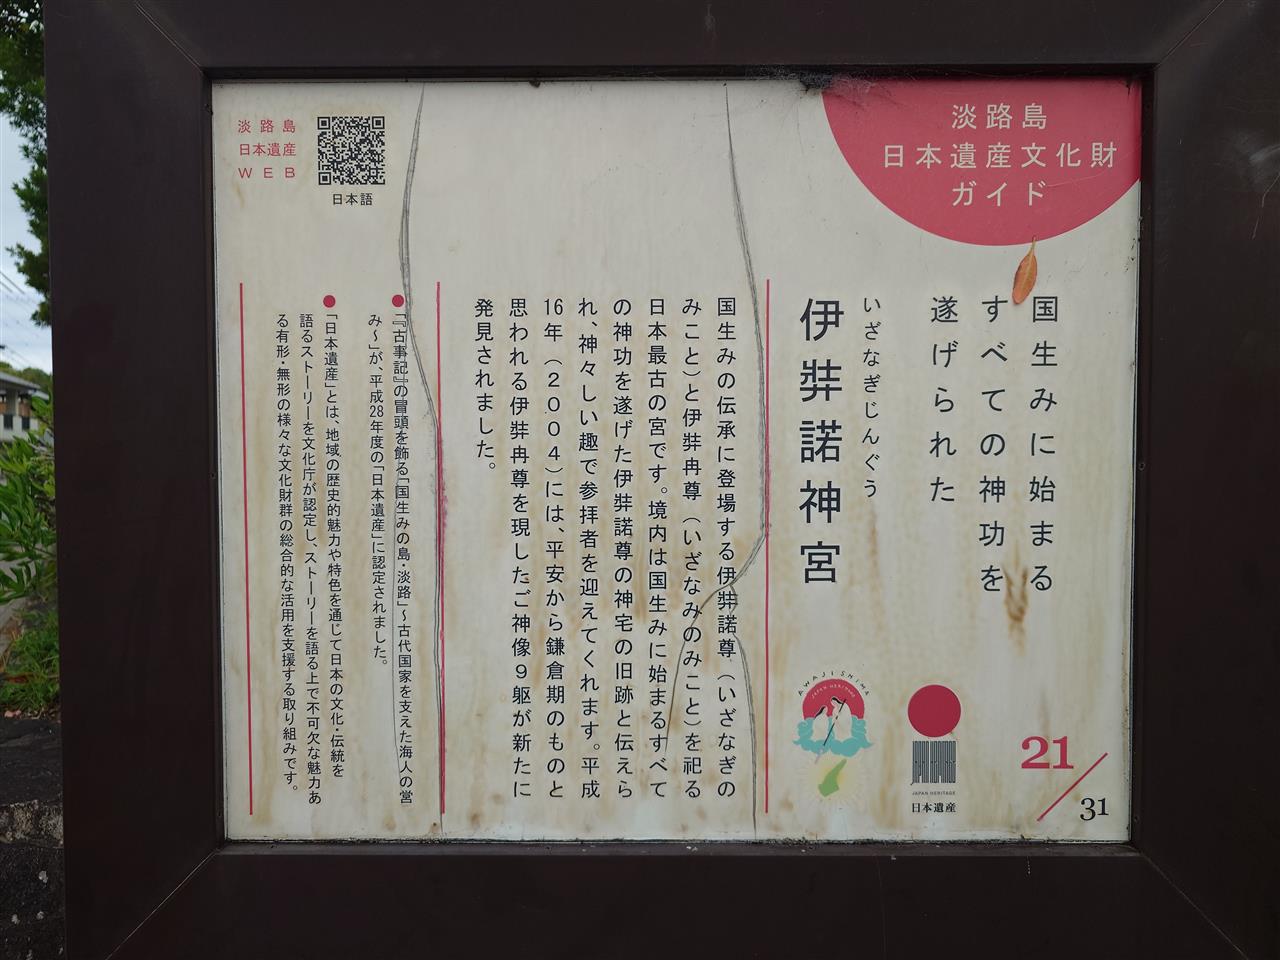 淡路島
日本遺産文化財
ガイド
国生みに始まる
すべての神功を
遂げられた
いざなぎじんぐう
伊弉諾神宮
国生みの伝承に登場する伊弉諾尊(いざなぎの
みこと)と伊弉冉尊(いざなみのみこと)を祀る
日本最古の宮です。境内は国生みに始まるすべて
の神功を遂げた伊弉諾尊の神宅の旧跡と伝えら
れ、神々しい趣で参拝者を迎えてくれます。平成
16年(2004)には、平安から鎌倉期のものと
思われる伊弉冉尊を現したご神像9躯が新たに
発見されました。
●「『古事記』の冒頭を飾る「国生みの島・淡路」〜古代国家を支えた海人の営
み〜」が、平成28年度の「日本遺産」に認定されました。
●「日本遺産」とは、地域の歴史的魅力や特色を通じて日本の文化・伝統を
語るストーリーを文化庁が認定し、ストーリーを語る上で不可欠な魅力あ
る有形・無形の様々な文化財群の総合的な活用を支援する取り組みです。
淡路島
日本遺産
WEB
日本語
AWAJISHIMA
JAPAN HERITAGE
JAPAN HERITAGE
日本遺産
21/31